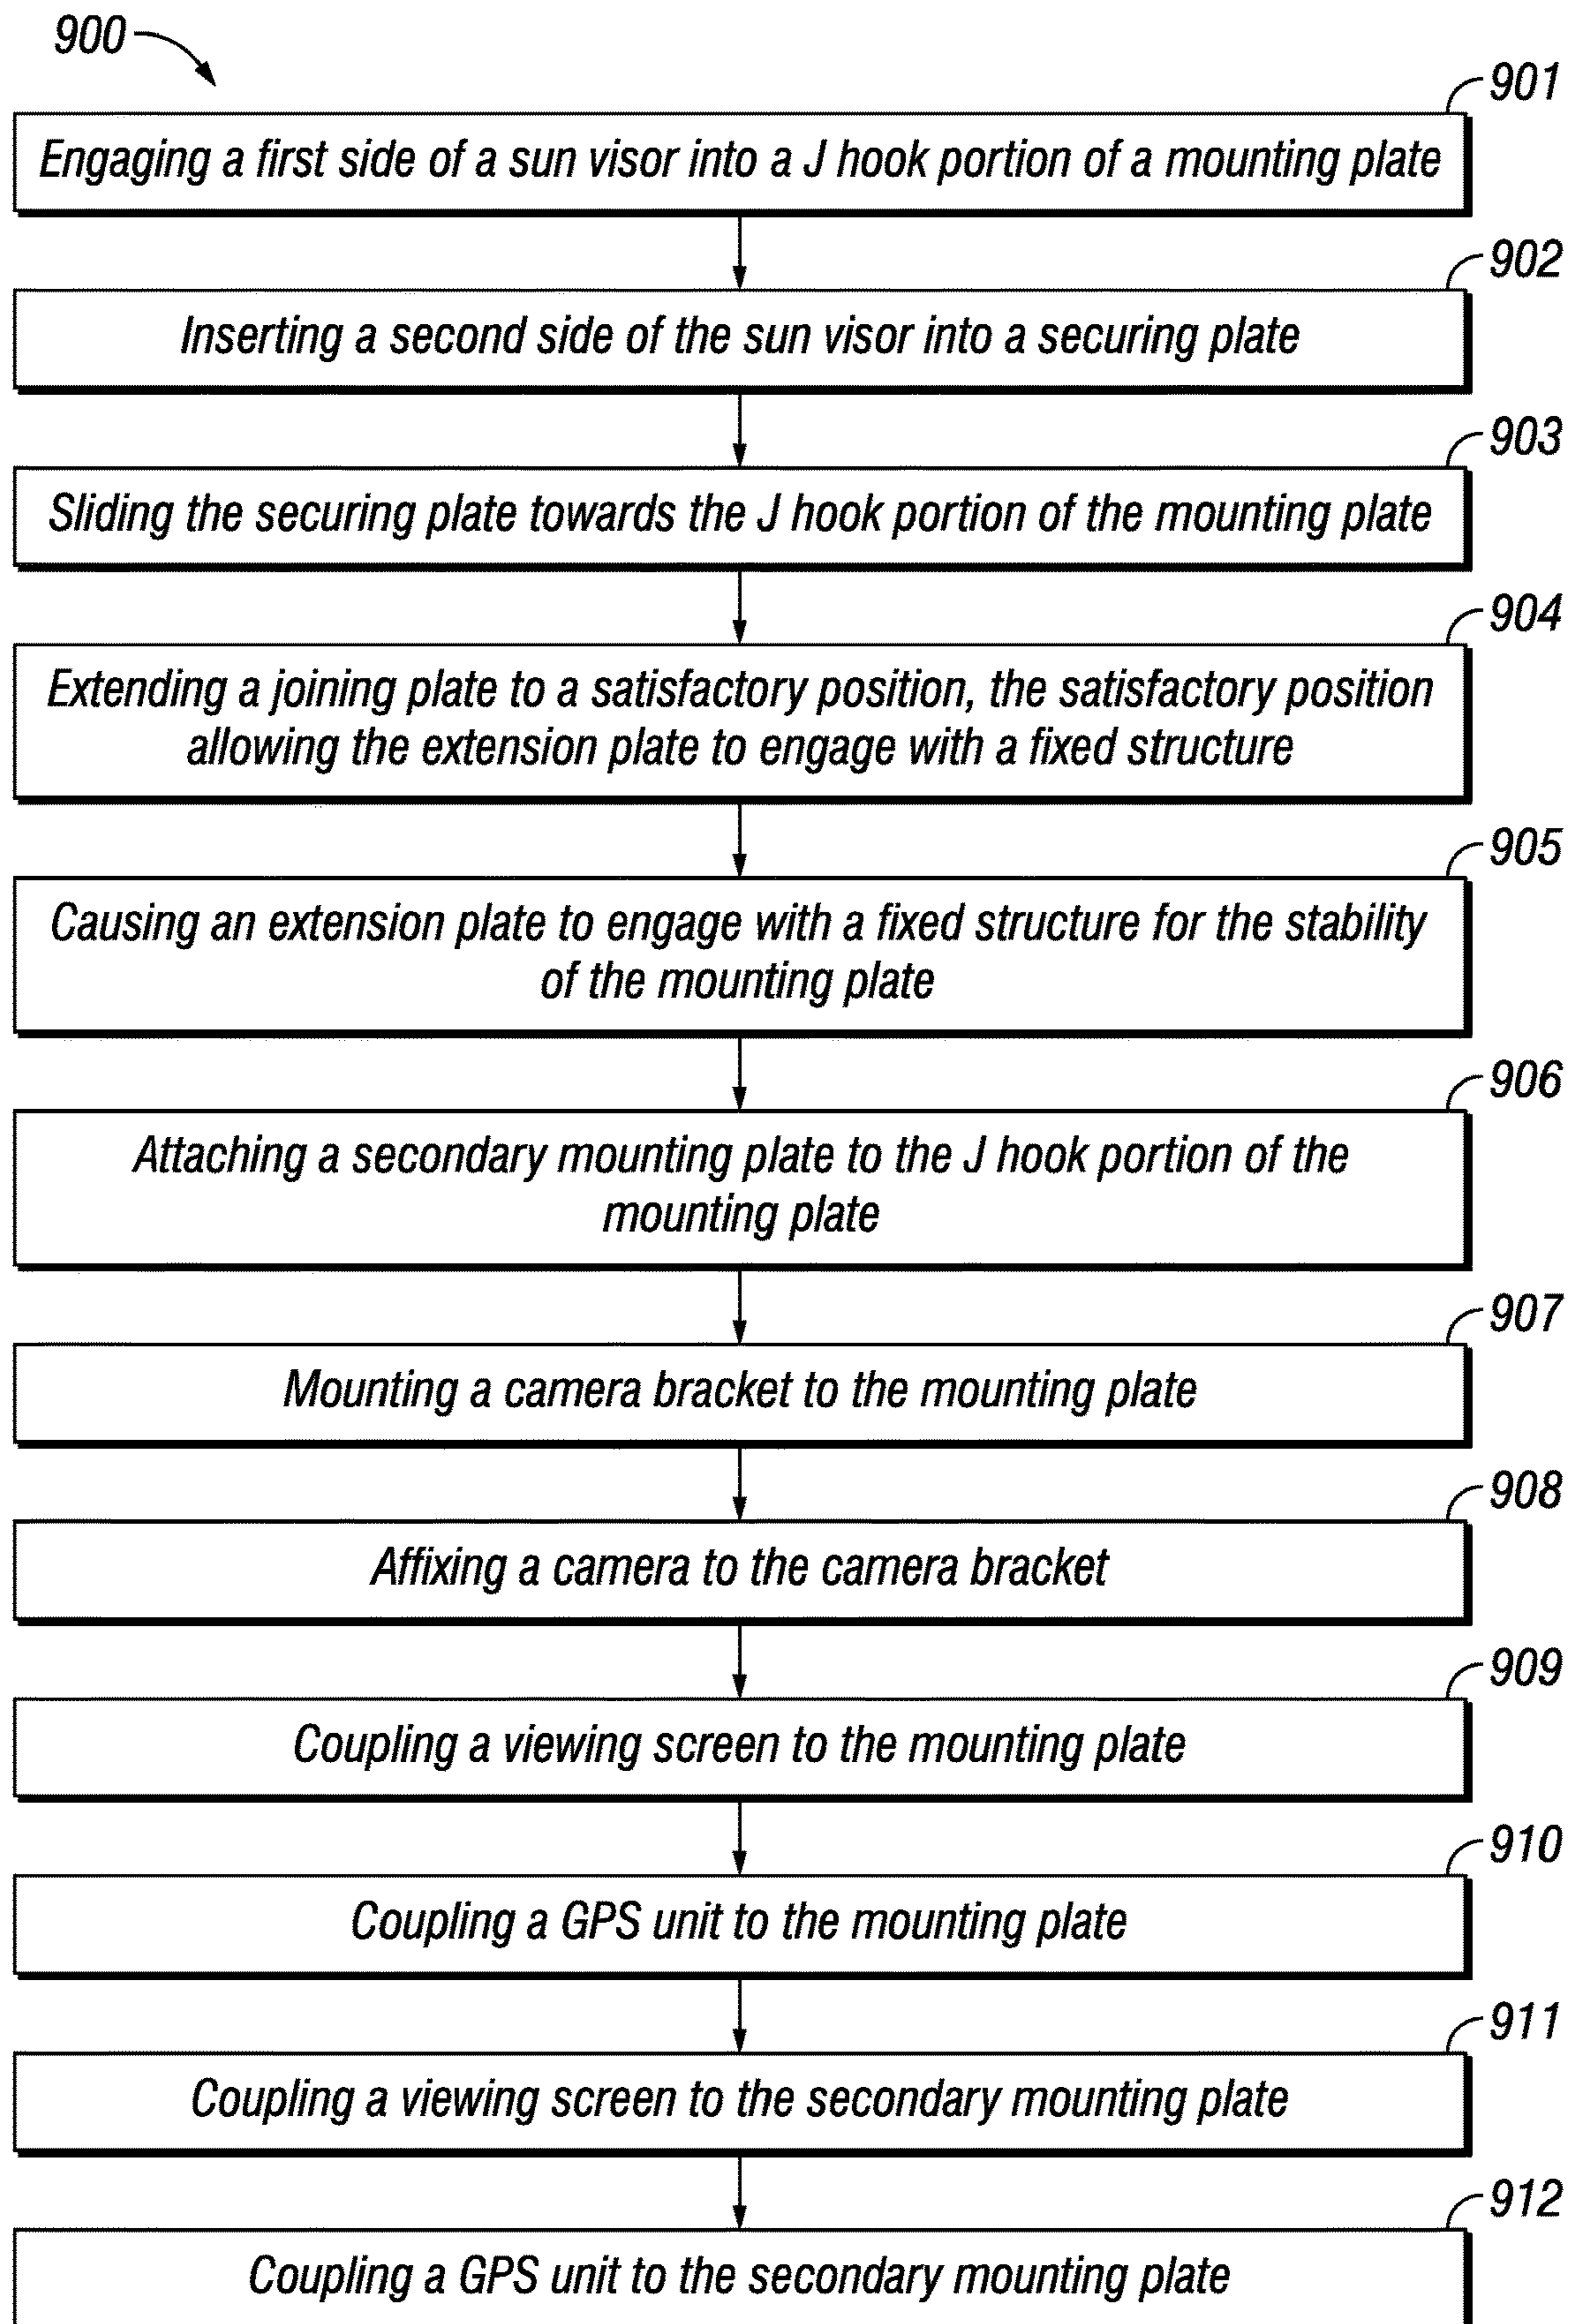 900
901
Engaging a first side of a sun visor into a J hook portion of a mounting plate
902
Inserting a second side of the sun visor into a securing plate
903
Sliding the securing plate towards the J hook portion of the mounting plate
904
Extending a joining plate to a satisfactory position, the satisfactory position
allowing the extension plate to engage with a fixed structure
905
Causing an extension plate to engage with a fixed structure for the stability
of the mounting plate
906
Attaching a secondary mounting plate to the J hook portion of the
mounting plate
907
Mounting a camera bracket to the mounting plate
908
Affixing a camera to the camera bracket
909
Coupling a viewing screen to the mounting plate
910
Coupling a GPS unit to the mounting plate
911
Coupling a viewing screen to the secondary mounting plate
912
Coupling a GPS unit to the secondary mounting plate